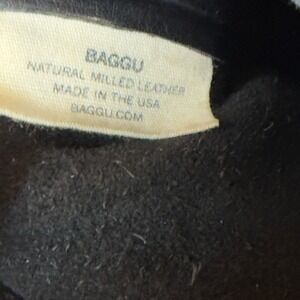 BAGGU
NATURAL MILLED LEATHER
MADE IN THE USA
BAGGU.COM